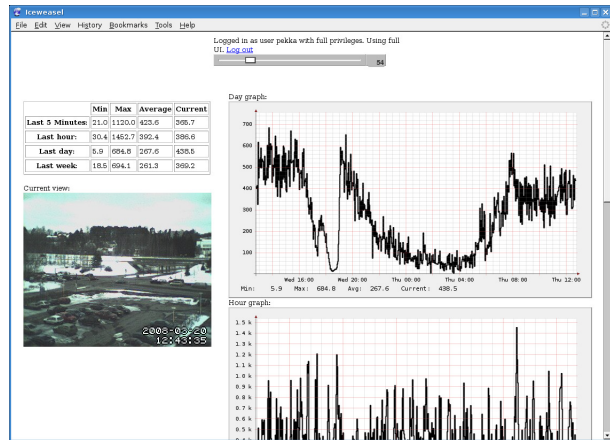 Iceweasel
File Edit View History Bookmarks Tools Help
Logged in as user pekka with full privileges. Using full
UI. Log out
54
Min Max Average Current
Last 5 Minutes: 21.0 1120.0 423.6 365.7
Last hour: 30.4 1452.7 392.4 386.6
Last day: 5.9 684.8 267.6 438.5
Last week: 18.5 694.1 261.3 369.2
Current view:
2008-03-20
12:43:35
Day graph:
700
600
500
400
300
200
100
Wed 16:00 Wed 20:00 Thu 00:00 Thu 04:00 Thu 08:00 Thu 12:00
Min: 5.9 Max: 684.8 Avg: 267.6 Current: 438.5
Hour graph:
1.5 k
1.4 k
1.3 k
1.2 k
1.1 k
1.0 k
0.9 k
0.8 k
0.7 k
0.6 k
0.5 k
0.4 k